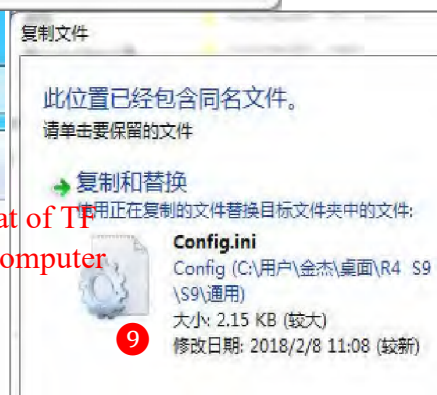 复制文件
此位置已经包含同名文件。
请单击要保留的文件
复制和替换
使用正在复制的文件替换目标文件夹中的文件:
at of TF
omputer
Config.ini
Config (C:\用户\金杰\桌面\R4 S9
\S9\通用)
大小: 2.15 KB (较大)
9
修改日期: 2018/2/8 11:08 (较新)